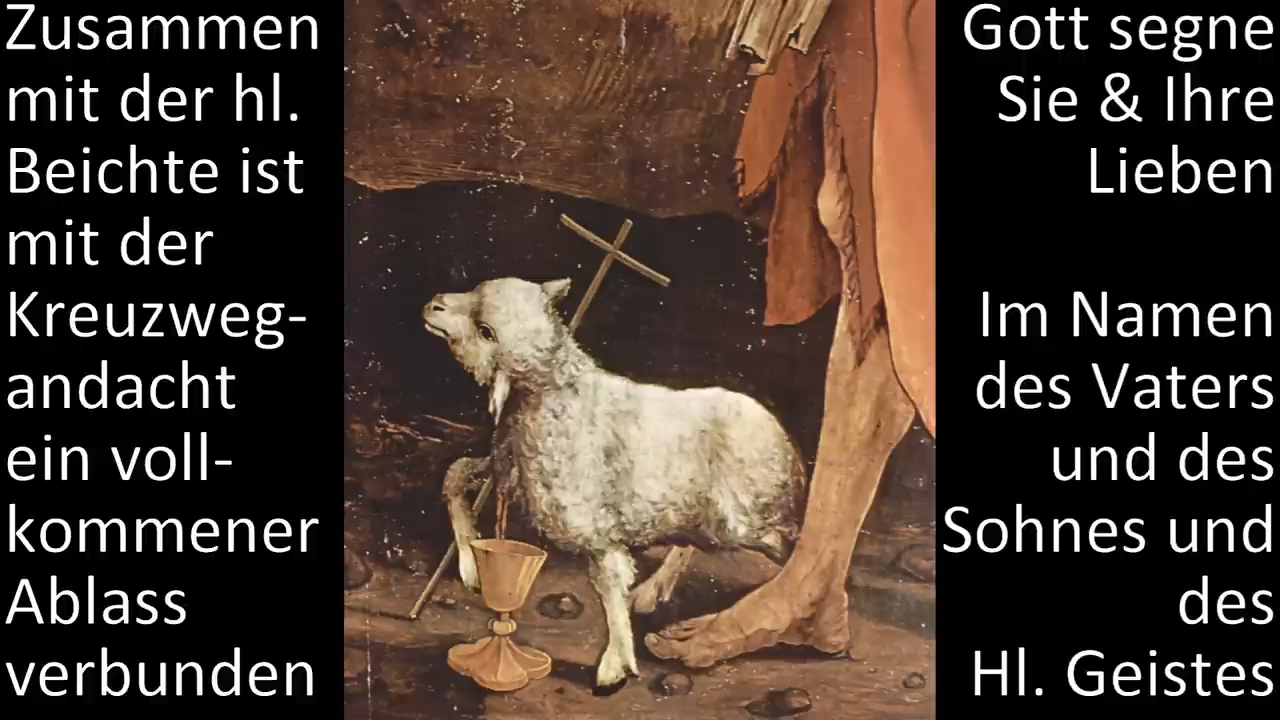 Zusammen
mit der hl.
Beichte ist
mit der
Kreuzweg-
andacht
ein voll-
kommener
Ablass
verbunden
Gott segne
Sie & Ihre
Lieben
Im Namen
des Vaters
und des
Sohnes und
des
Hl. Geistes